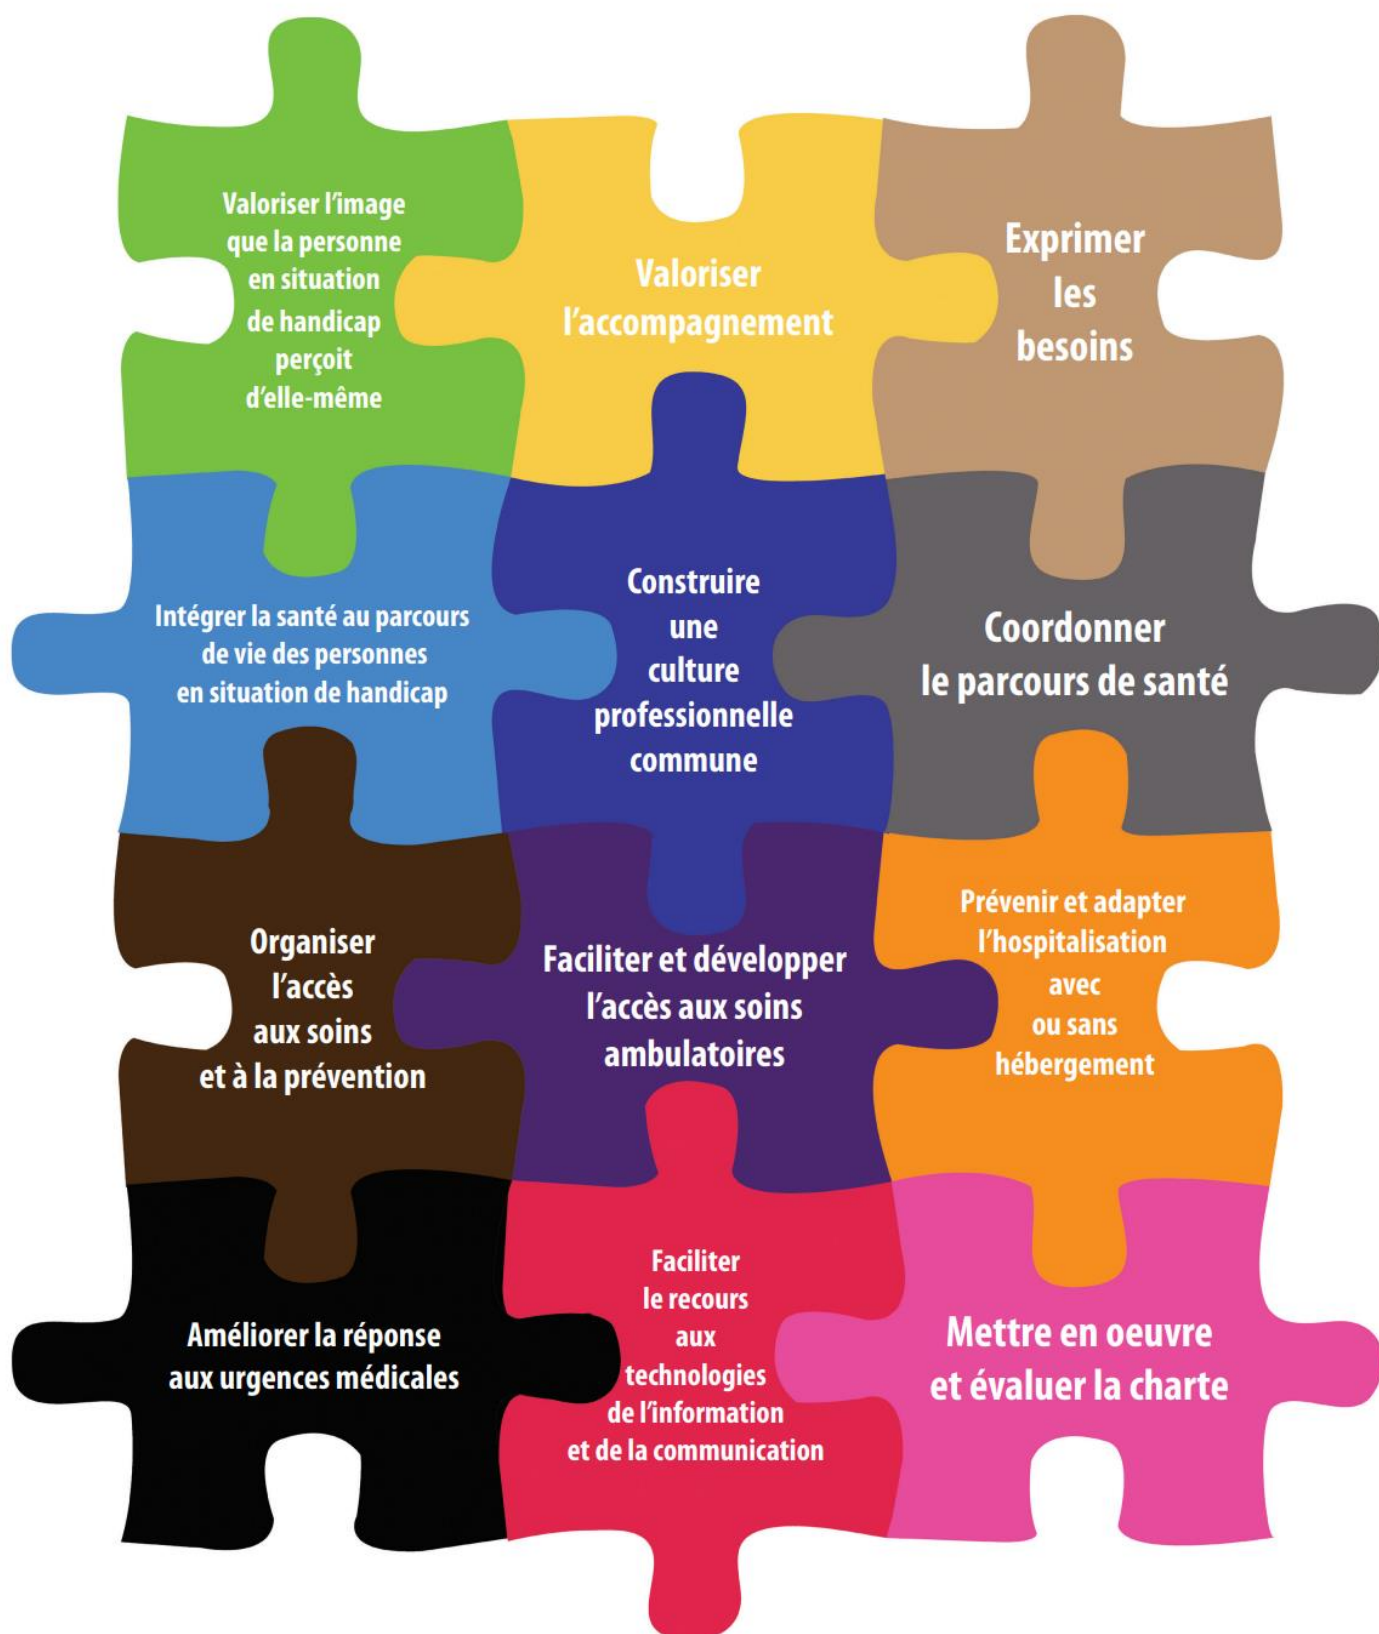 Valoriser l'image
que la personne
en situation
de handicap
perçoit
d'elle-même
Valoriser
l'accompagnement
Exprimer
les
besoins
Intégrer la santé au parcours
de vie des personnes
en situation de handicap
Construire
une
culture
professionnelle
commune
Coordonner
le parcours de santé
Organiser
l'accès
aux soins
et à la prévention
Faciliter et développer
l'accès aux soins
ambulatoires
Prévenir et adapter
l'hospitalisation
avec
ou sans
hébergement
Améliorer la réponse
aux urgences médicales
Faciliter
le recours
aux
technologies
de l'information
et de la communication
Mettre en oeuvre
et évaluer la charte